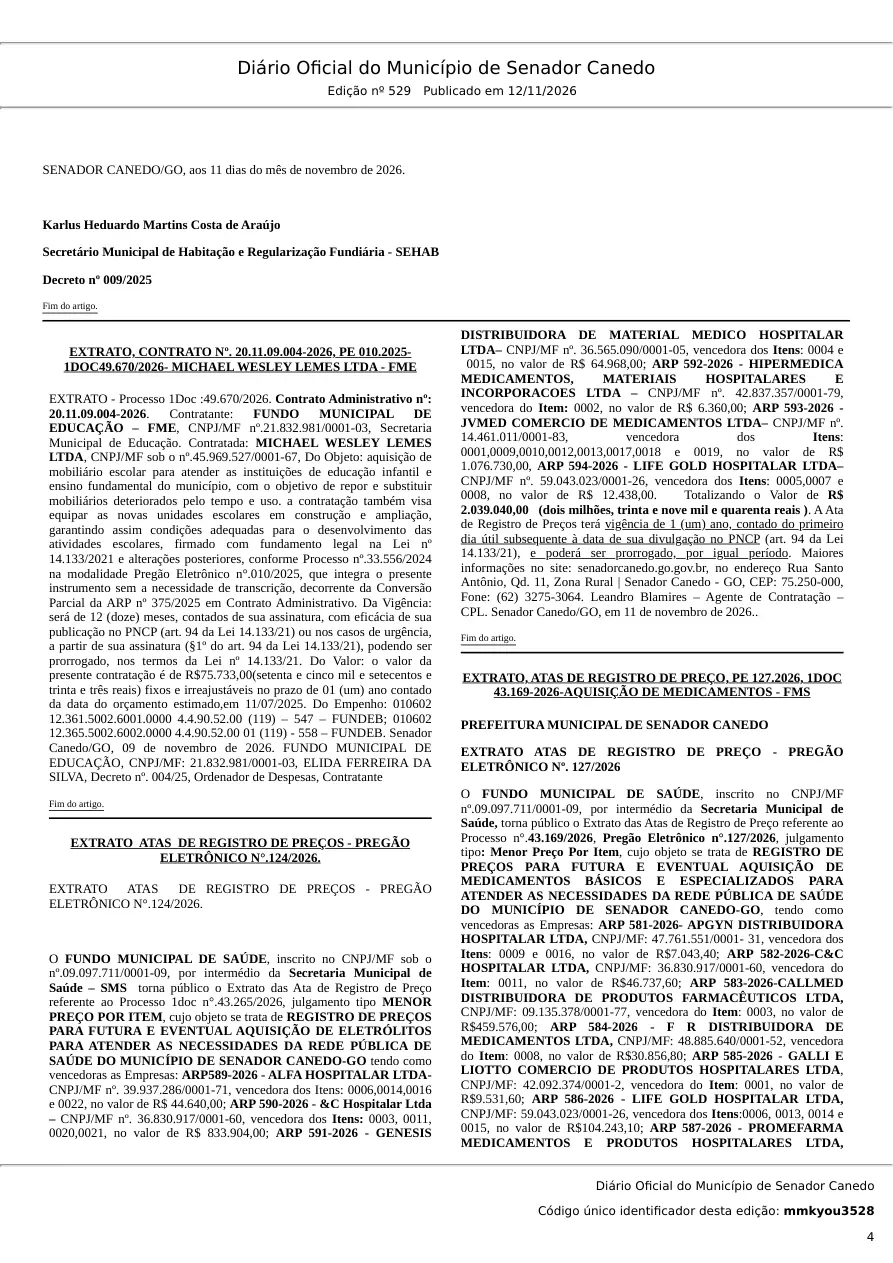 Diário Oficial do Município de Senador Canedo
Edição nº 529 Publicado em 12/11/2026
SENADOR CANEDO/GO, aos 11 dias do mês de novembro de 2026.
Karlus Heduardo Martins Costa de Araújo
Secretário Municipal de Habitação e Regularização Fundiária - SEHAB
Decreto nº 009/2025
Fim do artigo.
EXTRATO, CONTRATO Nº. 20.11.09.004-2026, PE 010.2025-
1DOC49.670/2026- MICHAEL WESLEY LEMES LTDA - FME
EXTRATO - Processo 1Doc :49.670/2026. Contrato Administrativo nº:
20.11.09.004-2026. Contratante: FUNDO MUNICIPAL DE
EDUCAÇÃO – FME, CNPJ/MF nº.21.832.981/0001-03, Secretaria
Municipal de Educação. Contratada: MICHAEL WESLEY LEMES
LTDA, CNPJ/MF sob o nº.45.969.527/0001-67, Do Objeto: aquisição de
mobiliário escolar para atender as instituições de educação infantil e
ensino fundamental do município, com o objetivo de repor e substituir
mobiliários deteriorados pelo tempo e uso. a contratação também visa
equipar as novas unidades escolares em construção e ampliação,
garantindo assim condições adequadas para o desenvolvimento das
atividades escolares, firmado com fundamento legal na Lei nº
14.133/2021 e alterações posteriores, conforme Processo nº.33.556/2024
na modalidade Pregão Eletrônico n°.010/2025, que integra o presente
instrumento sem a necessidade de transcrição, decorrente da Conversão
Parcial da ARP nº 375/2025 em Contrato Administrativo. Da Vigência:
será de 12 (doze) meses, contados de sua assinatura, com eficácia de sua
publicação no PNCP (art. 94 da Lei 14.133/21) ou nos casos de urgência,
a partir de sua assinatura (§1º do art. 94 da Lei 14.133/21), podendo ser
prorrogado, nos termos da Lei nº 14.133/21. Do Valor: o valor da
presente contratação é de R$75.733,00(setenta e cinco mil e setecentos e
trinta e três reais) fixos e irreajustáveis no prazo de 01 (um) ano contado
da data do orçamento estimado,em 11/07/2025. Do Empenho: 010602
12.361.5002.6001.0000 4.4.90.52.00 (119) – 547 – FUNDEB; 010602
12.365.5002.6002.0000 4.4.90.52.00 01 (119) - 558 – FUNDEB. Senador
Canedo/GO, 09 de novembro de 2026. FUNDO MUNICIPAL DE
EDUCAÇÃO, CNPJ/MF: 21.832.981/0001-03, ELIDA FERREIRA DA
SILVA, Decreto nº. 004/25, Ordenador de Despesas, Contratante
Fim do artigo.
EXTRATO ATAS DE REGISTRO DE PREÇOS - PREGÃO
ELETRÔNICO N°.124/2026.
EXTRATO ATAS DE REGISTRO DE PREÇOS - PREGÃO
ELETRÔNICO N°.124/2026.
O FUNDO MUNICIPAL DE SAÚDE, inscrito no CNPJ/MF sob o
nº.09.097.711/0001-09, por intermédio da Secretaria Municipal de
Saúde – SMS torna público o Extrato das Ata de Registro de Preço
referente ao Processo 1doc n°.43.265/2026, julgamento tipo MENOR
PREÇO POR ITEM, cujo objeto se trata de REGISTRO DE PREÇOS
PARA FUTURA E EVENTUAL AQUISIÇÃO DE ELETRÓLITOS
PARA ATENDER AS NECESSIDADES DA REDE PÚBLICA DE
SAÚDE DO MUNICÍPIO DE SENADOR CANEDO-GO tendo como
vencedoras as Empresas: ARP589-2026 - ALFA HOSPITALAR LTDA-
CNPJ/MF nº. 39.937.286/0001-71, vencedora dos Itens: 0006,0014,0016
e 0022, no valor de R$ 44.640,00; ARP 590-2026 - &C Hospitalar Ltda
– CNPJ/MF nº. 36.830.917/0001-60, vencedora dos Itens: 0003, 0011,
0020,0021, no valor de R$ 833.904,00; ARP 591-2026 - GENESIS
DISTRIBUIDORA DE MATERIAL MEDICO HOSPITALAR
LTDA– CNPJ/MF nº. 36.565.090/0001-05, vencedora dos Itens: 0004 e
0015, no valor de R$ 64.968,00; ARP 592-2026 - HIPERMEDICA
MEDICAMENTOS, MATERIAIS HOSPITALARES E
INCORPORACOES LTDA – CNPJ/MF nº. 42.837.357/0001-79,
vencedora do Item: 0002, no valor de R$ 6.360,00; ARP 593-2026 -
JVMED COMERCIO DE MEDICAMENTOS LTDA– CNPJ/MF nº.
14.461.011/0001-83, vencedora dos Itens:
0001,0009,0010,0012,0013,0017,0018 e 0019, no valor de R$
1.076.730,00, ARP 594-2026 - LIFE GOLD HOSPITALAR LTDA–
CNPJ/MF nº. 59.043.023/0001-26, vencedora dos Itens: 0005,0007 e
0008, no valor de R$ 12.438,00. Totalizando o Valor de R$
2.039.040,00 (dois milhões, trinta e nove mil e quarenta reais ). A Ata
de Registro de Preços terá vigência de 1 (um) ano, contado do primeiro
dia útil subsequente à data de sua divulgação no PNCP (art. 94 da Lei
14.133/21), e poderá ser prorrogado, por igual período. Maiores
informações no site: senadorcanedo.go.gov.br, no endereço Rua Santo
Antônio, Qd. 11, Zona Rural | Senador Canedo - GO, CEP: 75.250-000,
Fone: (62) 3275-3064. Leandro Blamires – Agente de Contratação –
CPL. Senador Canedo/GO, em 11 de novembro de 2026..
Fim do artigo.
EXTRATO, ATAS DE REGISTRO DE PREÇO, PE 127.2026, 1DOC
43.169-2026-AQUISIÇÃO DE MEDICAMENTOS - FMS
PREFEITURA MUNICIPAL DE SENADOR CANEDO
EXTRATO ATAS DE REGISTRO DE PREÇO - PREGÃO
ELETRÔNICO Nº. 127/2026
O FUNDO MUNICIPAL DE SAÚDE, inscrito no CNPJ/MF
nº.09.097.711/0001-09, por intermédio da Secretaria Municipal de
Saúde, torna público o Extrato das Atas de Registro de Preço referente ao
Processo n°.43.169/2026, Pregão Eletrônico n°.127/2026, julgamento
tipo: Menor Preço Por Item, cujo objeto se trata de REGISTRO DE
PREÇOS PARA FUTURA E EVENTUAL AQUISIÇÃO DE
MEDICAMENTOS BÁSICOS E ESPECIALIZADOS PARA
ATENDER AS NECESSIDADES DA REDE PÚBLICA DE SAÚDE
DO MUNICÍPIO DE SENADOR CANEDO-GO, tendo como
vencedoras as Empresas: ARP 581-2026- APGYN DISTRIBUIDORA
HOSPITALAR LTDA, CNPJ/MF: 47.761.551/0001- 31, vencedora dos
Itens: 0009 e 0016, no valor de R$7.043,40; ARP 582-2026-C&C
HOSPITALAR LTDA, CNPJ/MF: 36.830.917/0001-60, vencedora do
Item: 0011, no valor de R$46.737,60; ARP 583-2026-CALLMED
DISTRIBUIDORA DE PRODUTOS FARMACÊUTICOS LTDA,
CNPJ/MF: 09.135.378/0001-77, vencedora do Item: 0003, no valor de
R$459.576,00; ARP 584-2026 - F R DISTRIBUIDORA DE
MEDICAMENTOS LTDA, CNPJ/MF: 48.885.640/0001-52, vencedora
do Item: 0008, no valor de R$30.856,80; ARP 585-2026 - GALLI E
LIOTTO COMERCIO DE PRODUTOS HOSPITALARES LTDA,
CNPJ/MF: 42.092.374/0001-2, vencedora do Item: 0001, no valor de
R$9.531,60; ARP 586-2026 - LIFE GOLD HOSPITALAR LTDA,
CNPJ/MF: 59.043.023/0001-26, vencedora dos Itens:0006, 0013, 0014 e
0015, no valor de R$104.243,10; ARP 587-2026 - PROMEFARMA
MEDICAMENTOS E PRODUTOS HOSPITALARES LTDA,
Diário Oficial do Município de Senador Canedo
Código único identificador desta edição: mmkyou3528
4